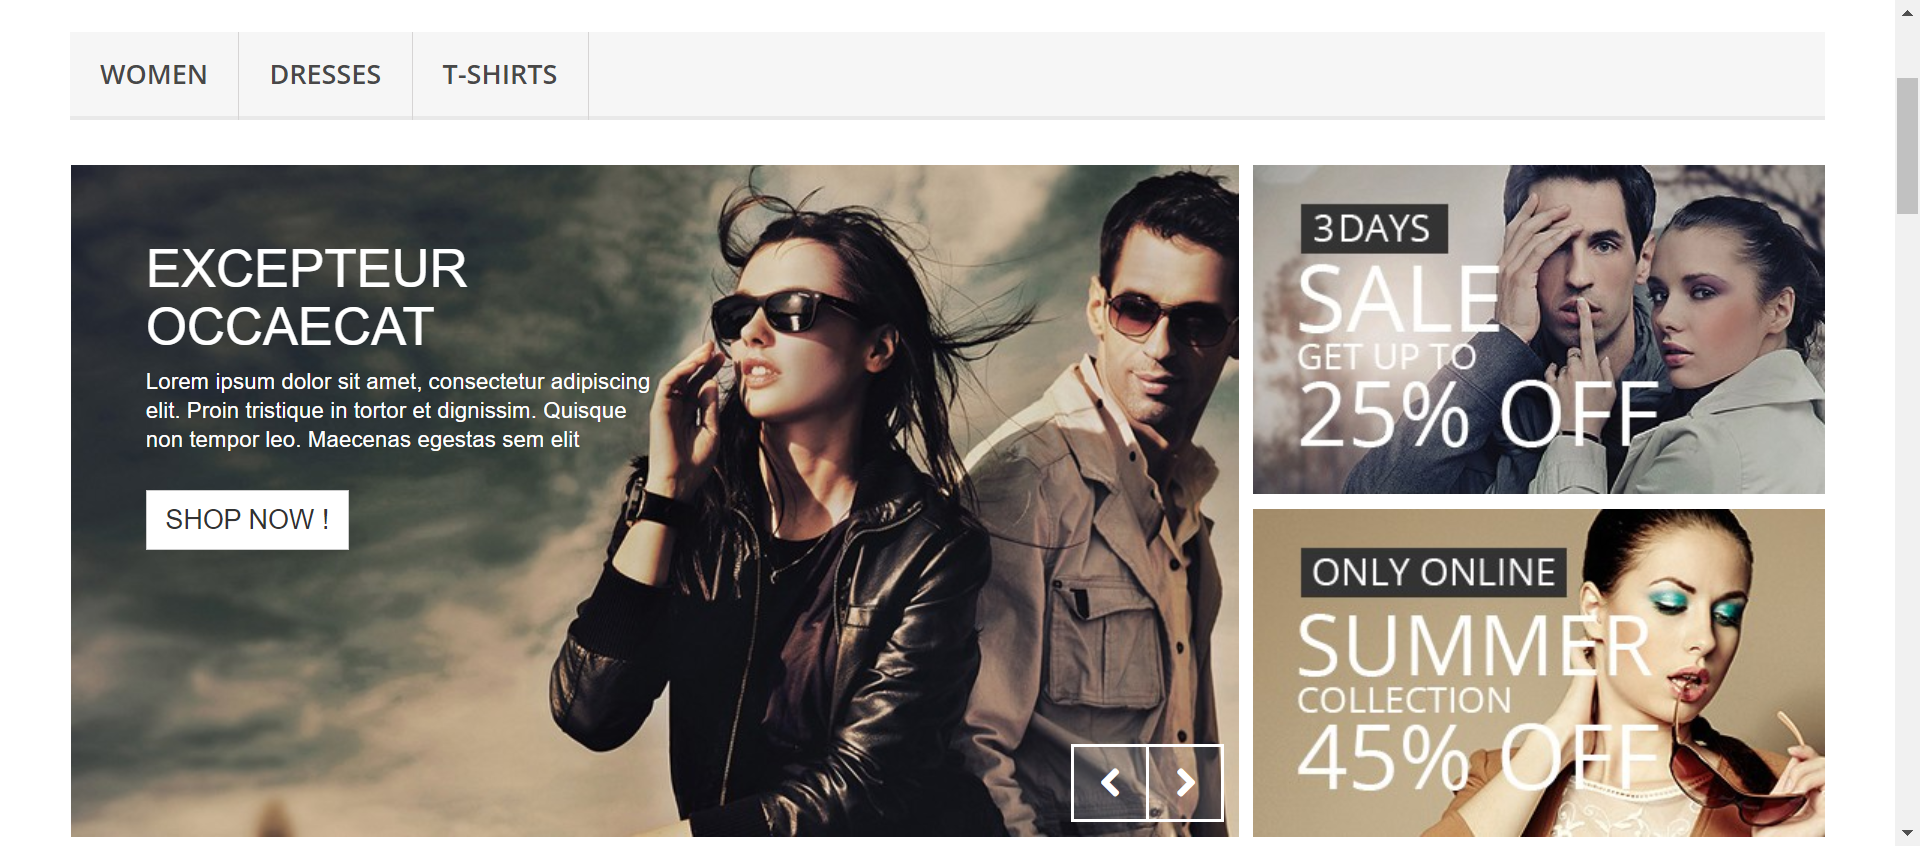 WOMEN
DRESSES
T-SHIRTS
EXCEPTEUR
OCCAECAT
Lorem ipsum dolor sit amet, consectetur adipiscing
elit. Proin tristique in tortor et dignissim. Quisque
non tempor leo. Maecenas egestas sem elit
SHOP NOW !
3 DAYS
SALE
GET UP TO
25% OFF
ONLY ONLINE
SUMMER
COLLECTION
45% OFF